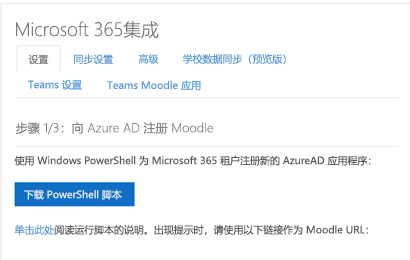 Microsoft 365集成
设置 同步设置 高级 学校数据同步（预览版）
Teams 设置 Teams Moodle 应用
步骤 1/3：向 Azure AD 注册 Moodle
使用 Windows PowerShell 为 Microsoft 365 租户注册新的 AzureAD 应用程序：
下载 PowerShell 脚本
单击此处阅读运行脚本的说明。出现提示时，请使用以下链接作为 Moodle URL：